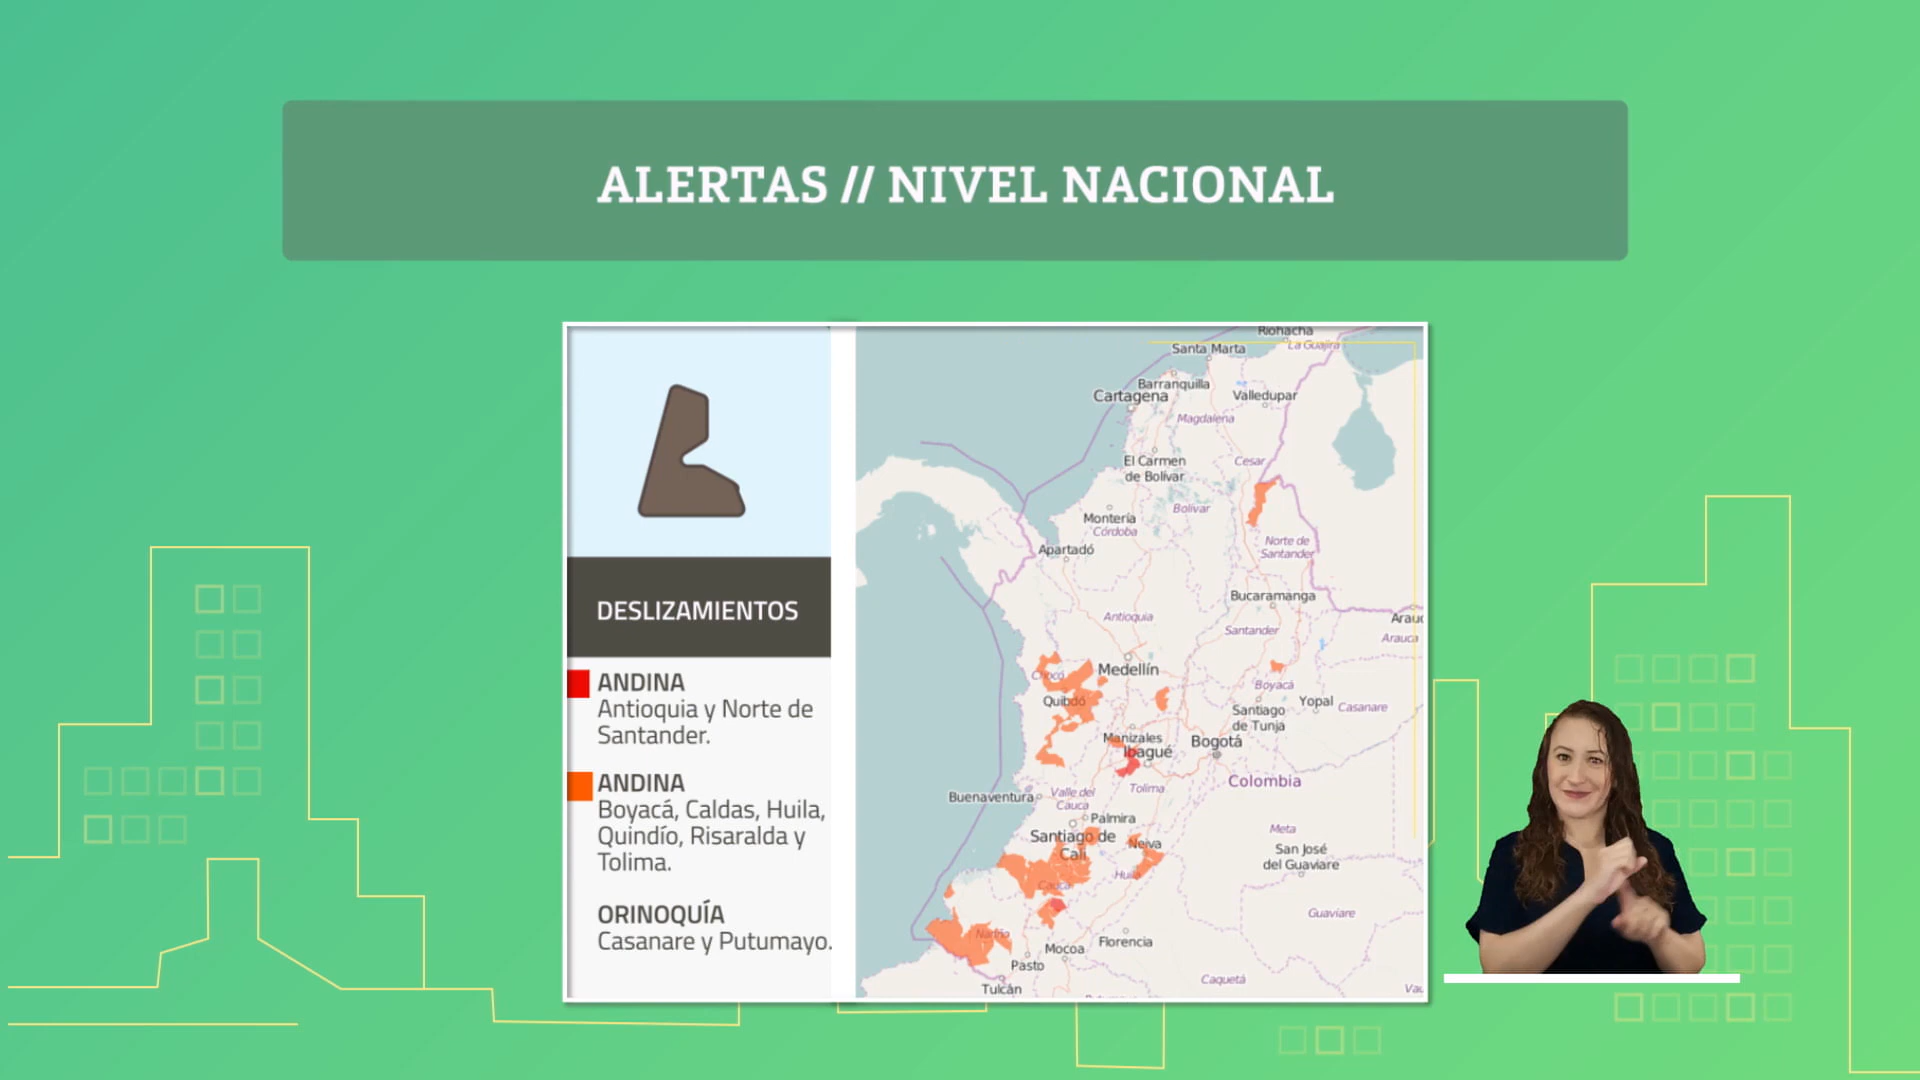 ALERTAS // NIVEL NACIONAL
DESLIZAMIENTOS
ANDINA
Antioquia y Norte de
Santander.
ANDINA
Boyacá, Caldas, Huila,
Quindío, Risaralda y
Tolima.
ORINOQUÍA
Casanare y Putumayo.
Riohacha
La Guajira
Santa Marta
Barranquilla
Cartagena
Valledupar
Magdalena
El Carmen
de Bolívar
Cesar
Bolívar
Montería
Córdoba
Apartadó
Norte de
Santander
Bucaramanga
Antioquia
Santander
Arauca
Medellín
Chocó
Quibdó
Boyacá
Yopal
Casanare
Santiago
de Tunja
Manizales
Ibagué
Bogotá
Colombia
Tolima
Buenaventura
Valle del
Cauca
Palmira
Santiago de
Cali
Neiva
Meta
San José
del Guaviare
Huila
Cauca
Guaviare
Nariño
Mocoa
Florencia
Pasto
Caquetá
Tulcán